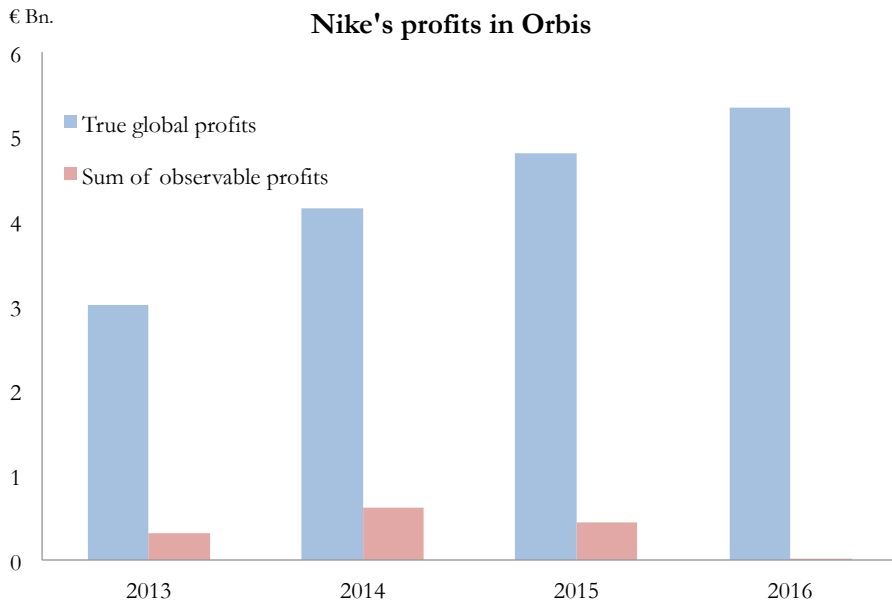 € Bn.
Nike's profits in Orbis
6
5
4
3
2
1
0
True global profits
Sum of observable profits
2013 2014 2015 2016